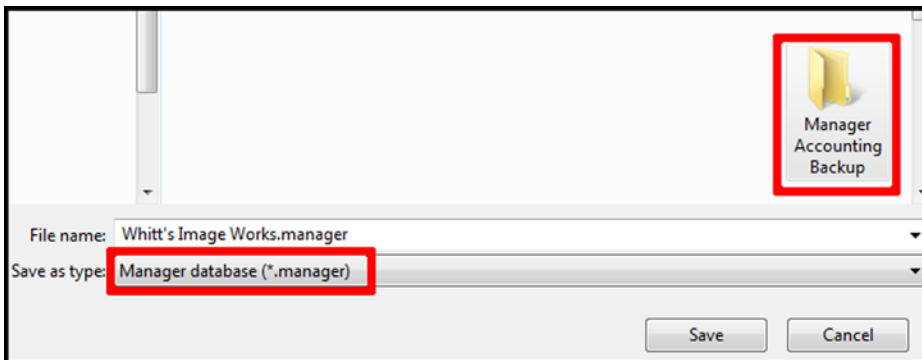 Manager
Accounting
Backup
File name: Whitt's Image Works.manager
Save as type: Manager database (*.manager)
Save Cancel